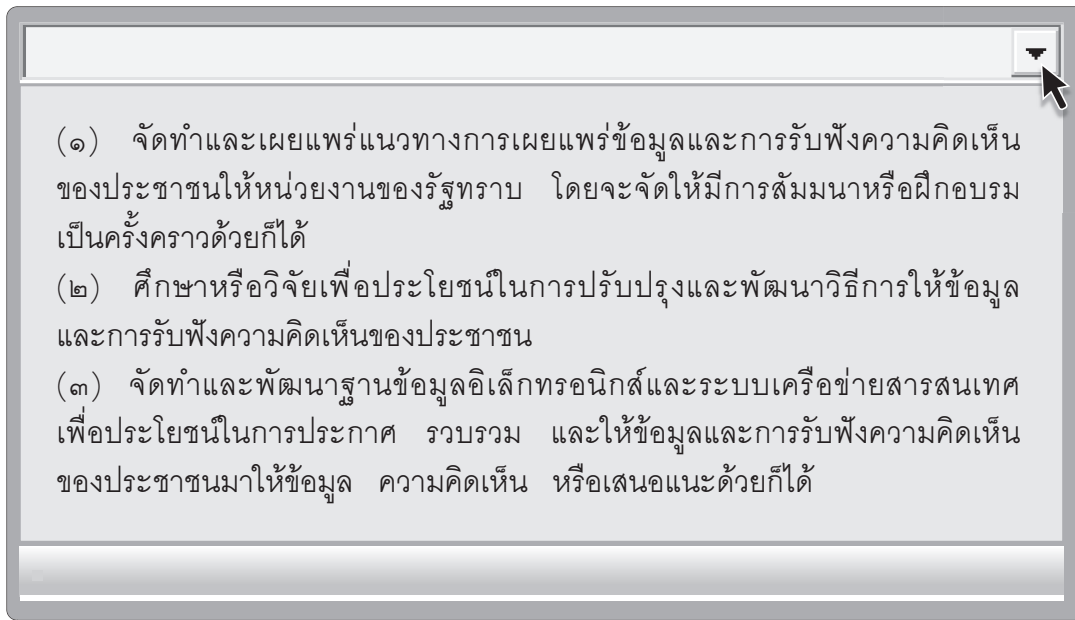 (๑) จัดทำและเผยแพร่แนวทางการเผยแพร่ข้อมูลและการรับฟังความคิดเห็น
ของประชาชนให้หน่วยงานของรัฐทราบ โดยจะจัดให้มีการสัมมนาหรือฝึกอบรม
เป็นครั้งคราวด้วยก็ได้
(๒) ศึกษาหรือวิจัยเพื่อประโยชน์ในการปรับปรุงและพัฒนาวิธีการให้ข้อมูล
และการรับฟังความคิดเห็นของประชาชน
(๓) จัดทำและพัฒนาฐานข้อมูลอิเล็กทรอนิกส์และระบบเครือข่ายสารสนเทศ
เพื่อประโยชน์ในการประกาศ รวบรวม และให้ข้อมูลและการรับฟังความคิดเห็น
ของประชาชนมาให้ข้อมูล ความคิดเห็น หรือเสนอแนะด้วยก็ได้